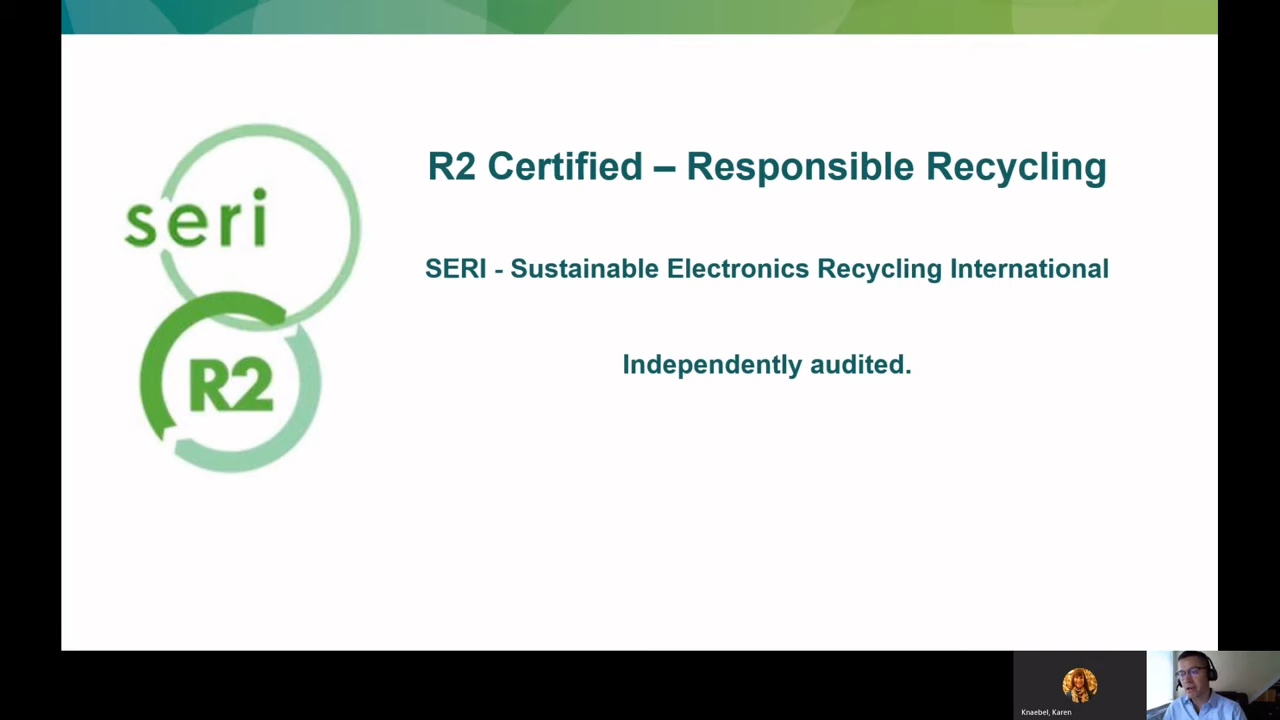 seri
R2
R2 Certified – Responsible Recycling
SERI - Sustainable Electronics Recycling International
Independently audited.
Knaebel, Karen